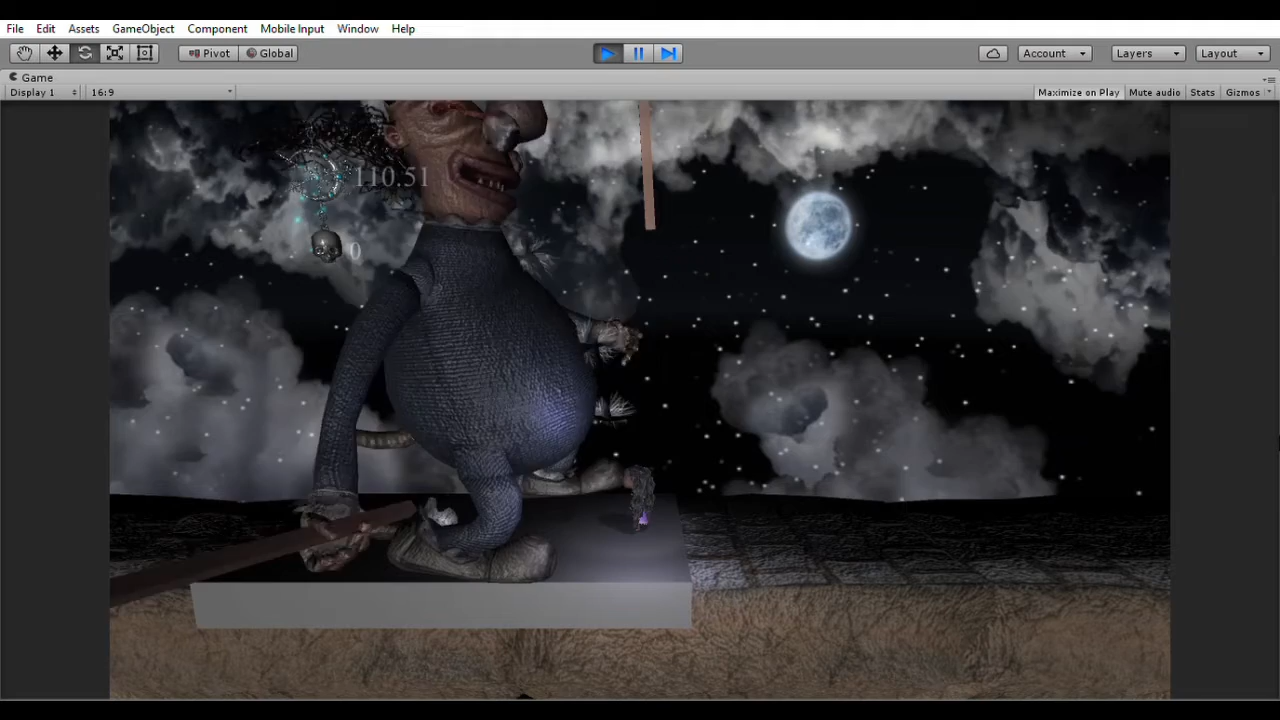 File Edit Assets GameObject Component Mobile Input Window Help
Pivot Global Account Layers Layout
Game
Display 1 16:9 Maximize on Play Mute audio Stats Gizmos
110.51
0